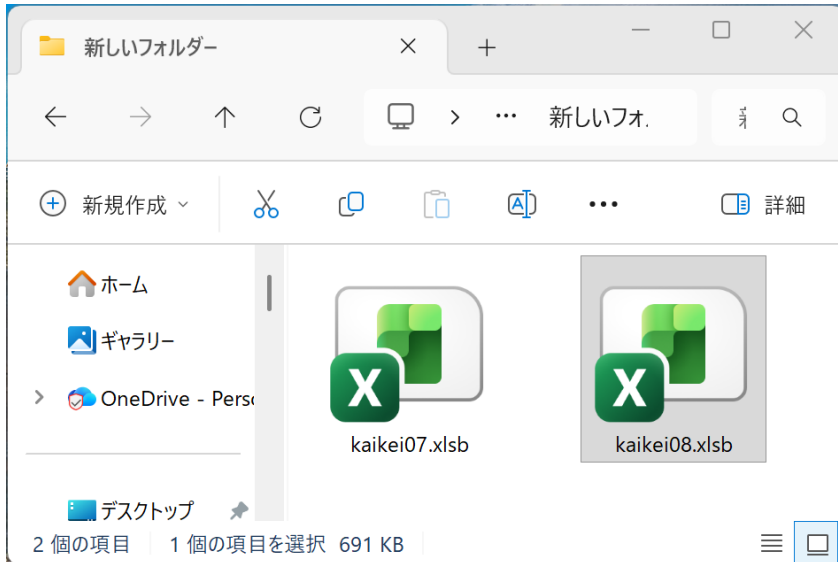 新しいフォルダー
新しいフォ
新規作成
詳細
ホーム
ギャラリー
OneDrive - Pers
デスクトップ
kaikei07.xlsb
kaikei08.xlsb
2 個の項目
1 個の項目を選択 691 KB